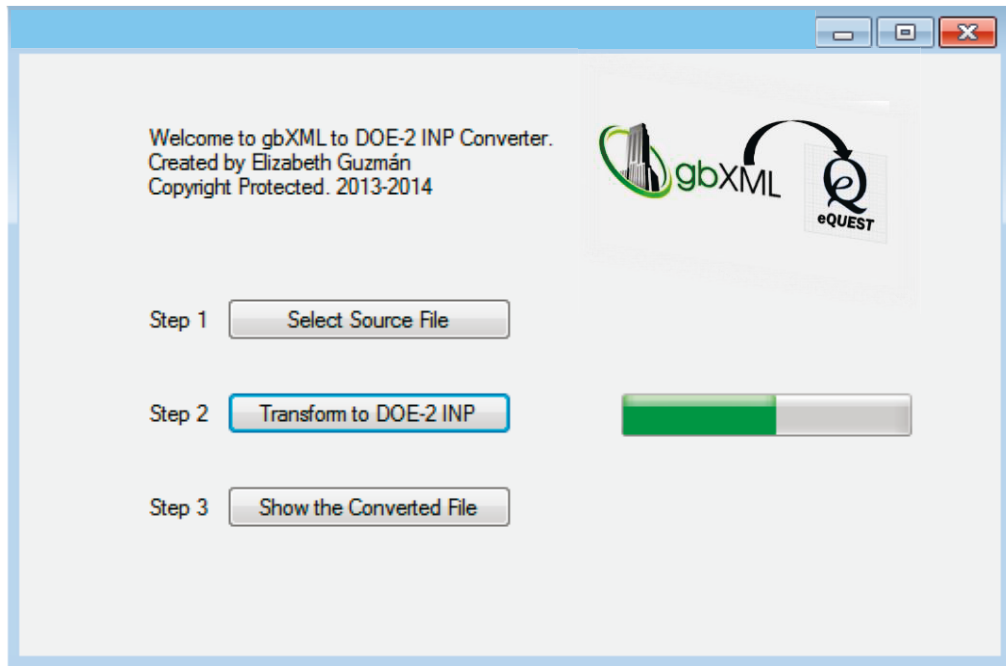 Welcome to gbXML to DOE-2 INP Converter.
Created by Elizabeth Guzmán
Copyright Protected. 2013-2014
gbXML
eQUEST
Step 1 Select Source File
Step 2 Transform to DOE-2 INP
Step 3 Show the Converted File